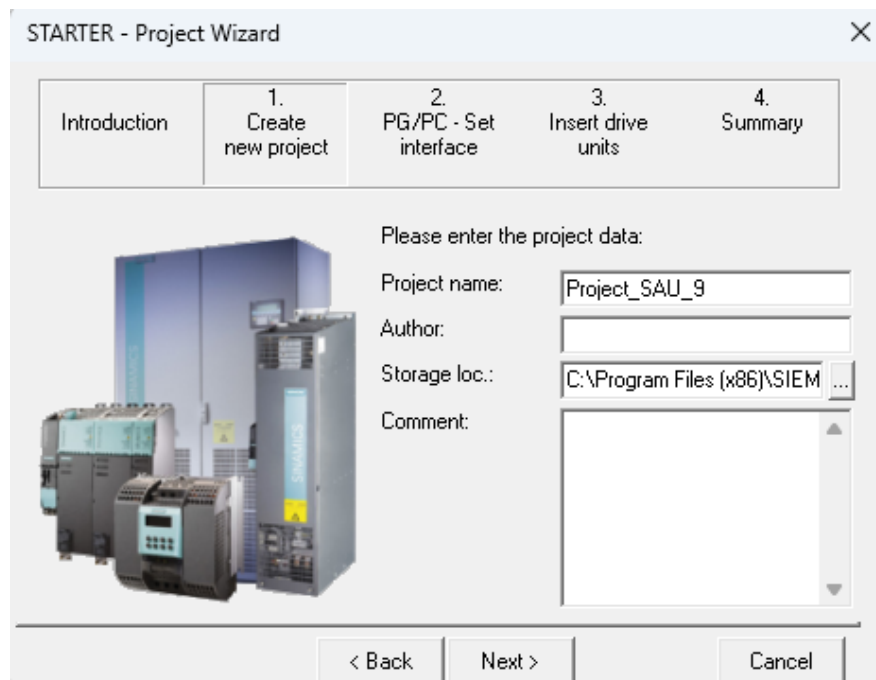 STARTER - Project Wizard
Introduction
1.
Create
new project
2.
PG/PC - Set
interface
3.
Insert drive
units
4.
Summary
Please enter the project data:
Project name:
Project_SAU_9
Author:
Storage loc.:
C:\Program Files (x86)\SIEM
...
Comment:
SINAMICS
SINAMICS
< Back
Next >
Cancel